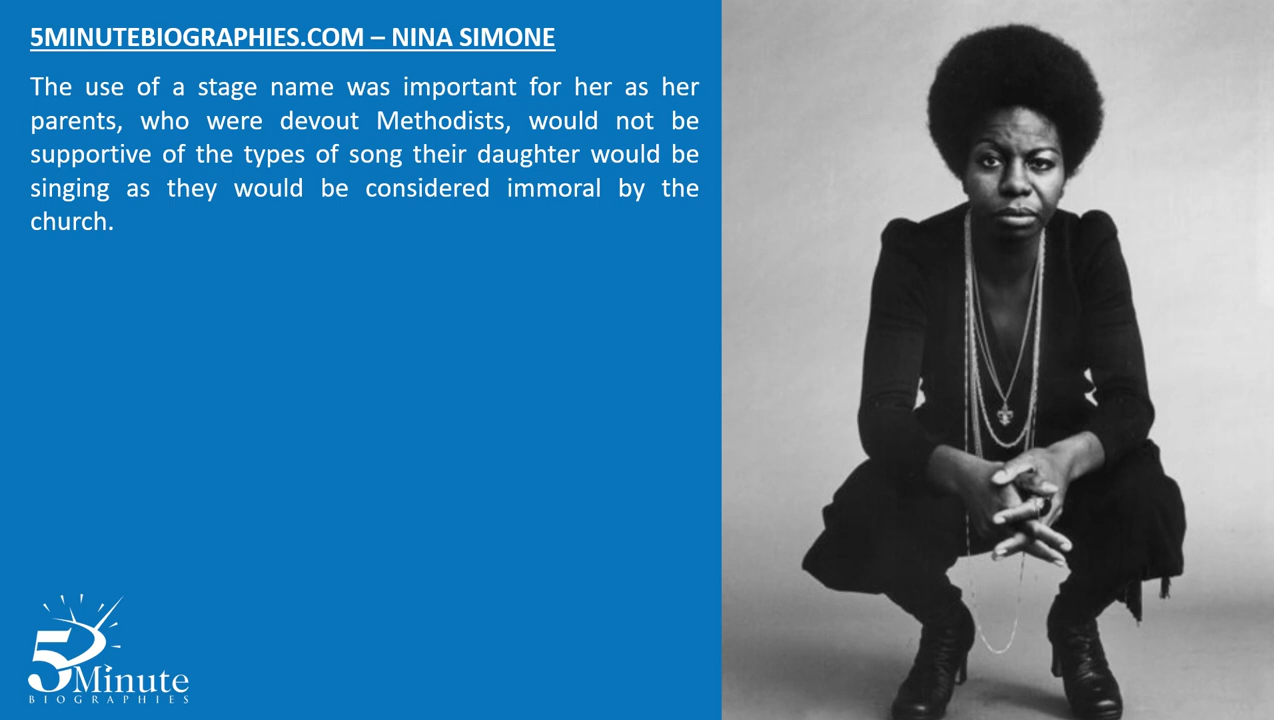 5MINUTEBIOGRAPHIES.COM – NINA SIMONE
The use of a stage name was important for her as her
parents, who were devout Methodists, would not be
supportive of the types of song their daughter would be
singing as they would be considered immoral by the
church.
5 Minute
BIOGRAPHIES